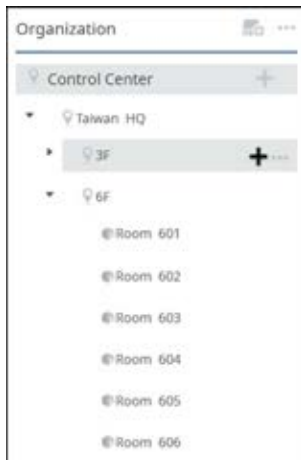 Organization
Control Center
Taiwan HQ
3F
6F
Room 601
Room 602
Room 603
Room 604
Room 605
Room 606